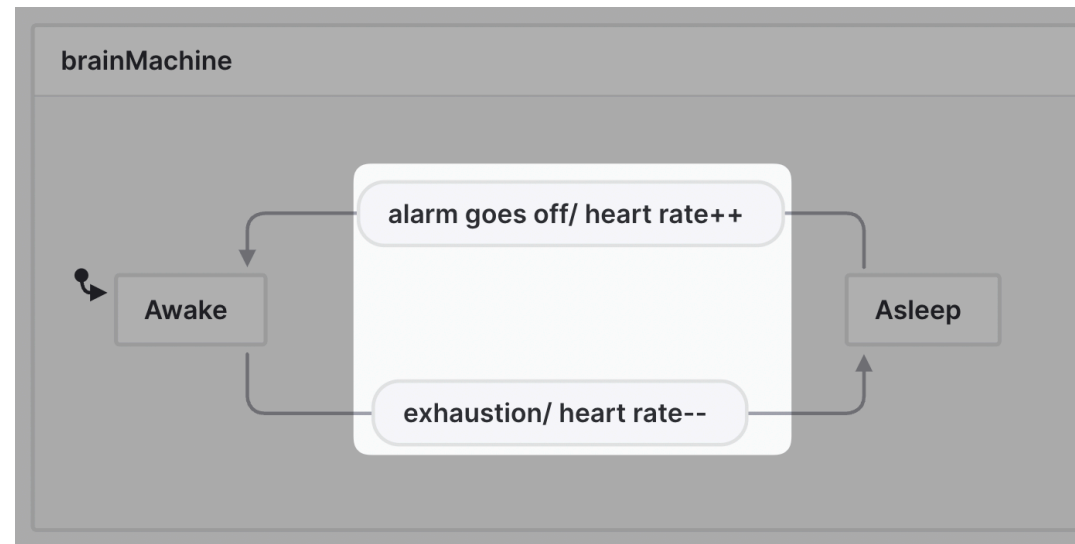 brainMachine
alarm goes off/ heart rate++
Awake
Asleep
exhaustion/ heart rate--